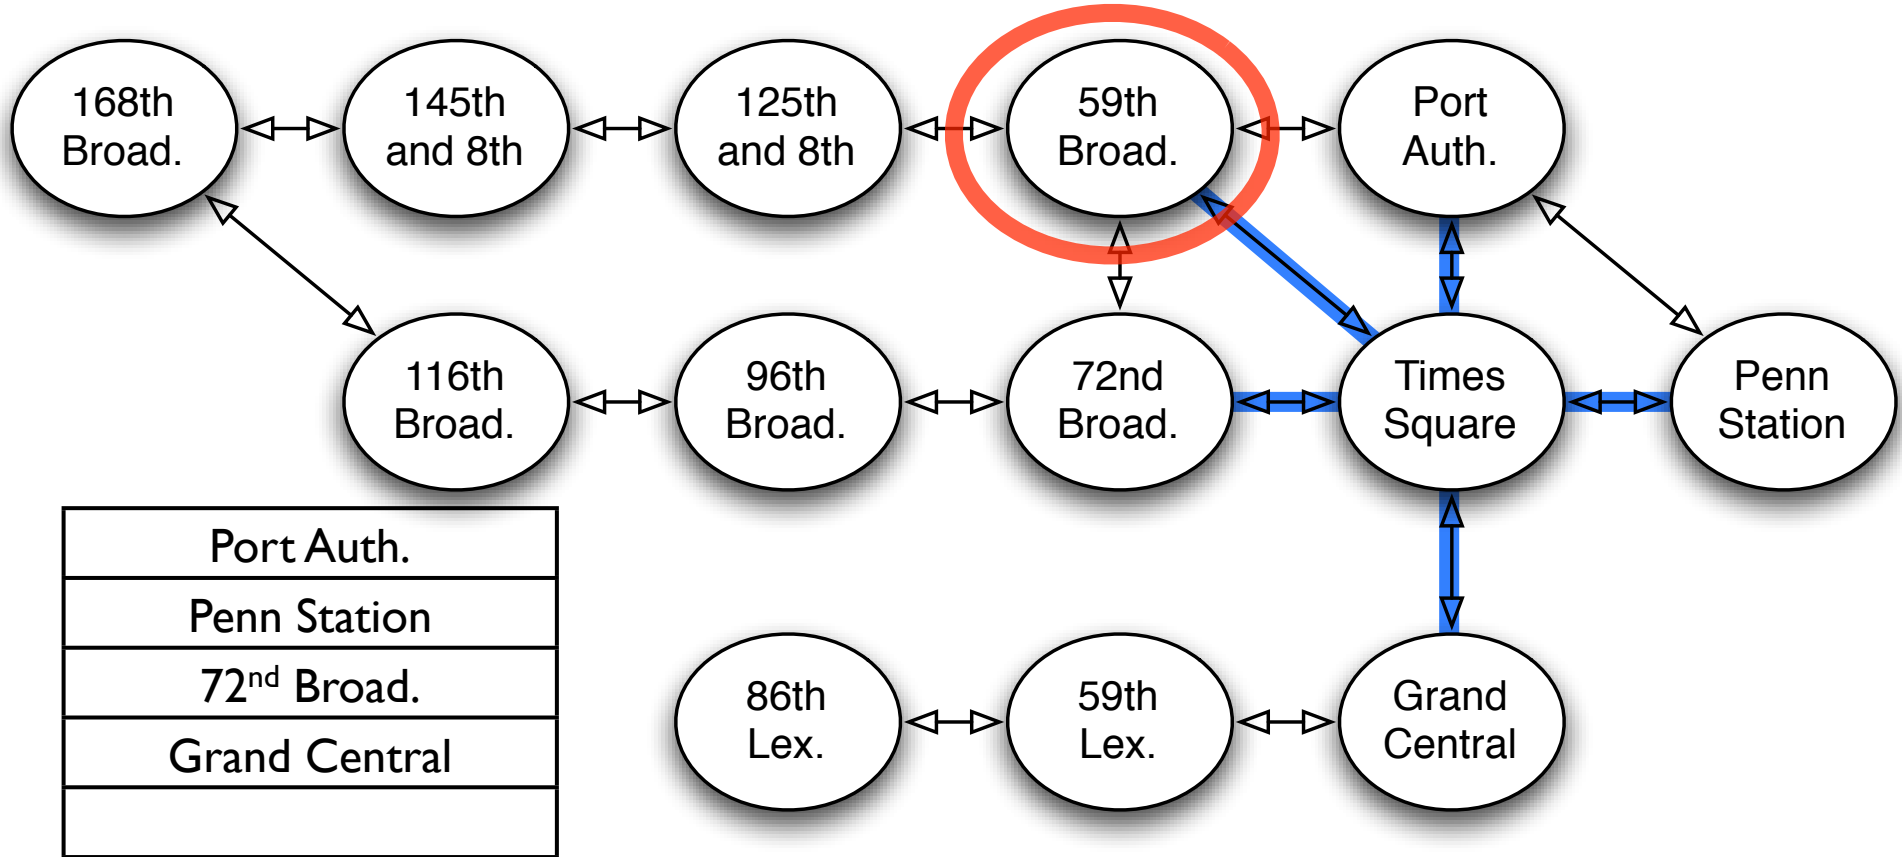 168th
Broad.
145th
and 8th
125th
and 8th
59th
Broad.
Port
Auth.
116th
Broad.
96th
Broad.
72nd
Broad.
Times
Square
Penn
Station
Port Auth.
Penn Station
72nd Broad.
Grand Central
86th
Lex.
59th
Lex.
Grand
Central